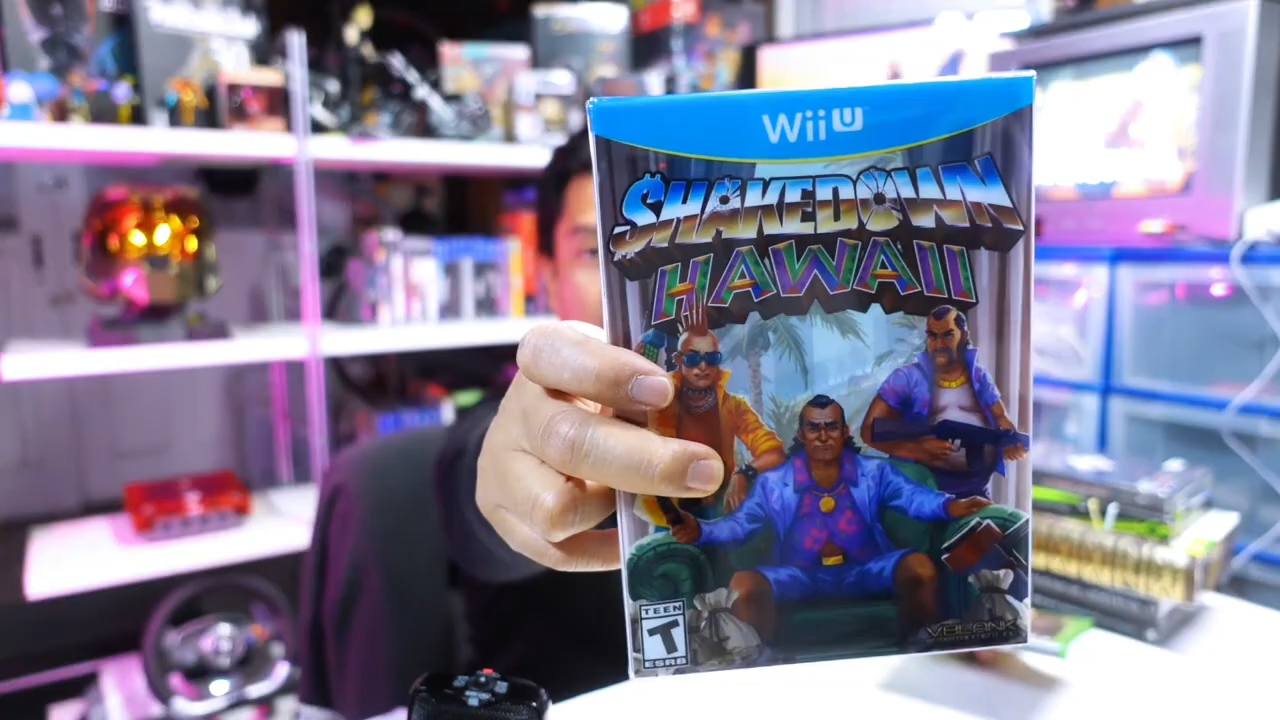 Wii U
SHAKEDOWN
HAWAII
TEEN
T
ESRB
VBLANK